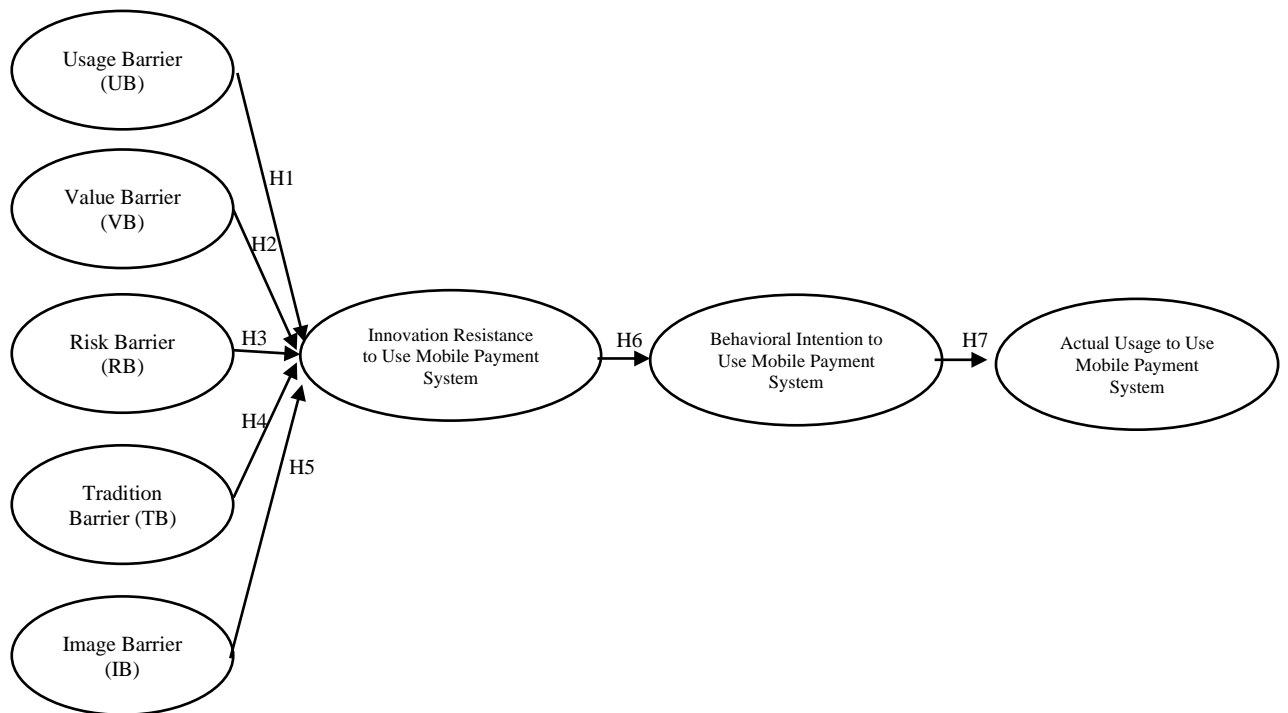 Usage Barrier
(UB)
H1
Value Barrier
(VB)
H2
Risk Barrier
(RB)
H3
Innovation Resistance
to Use Mobile Payment
System
H6
Behavioral Intention to
Use Mobile Payment
System
H7
Actual Usage to Use
Mobile Payment
System
H4
Tradition
Barrier (TB)
H5
Image Barrier
(IB)